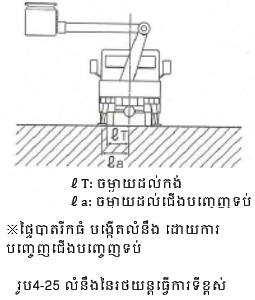 ℓT
ℓa
ℓT: ចម្ងាយដល់កង់
ℓa: ចម្ងាយដល់ជើងបញ្ចេញទប់
※ផ្ទៃបាតរីកធំ បង្កើតលំនឹង ដោយការ
បញ្ចេញជើងបញ្ចេញទប់
រូប4-25 លំនឹងនៃរថយន្តធ្វើការទីខ្ពស់